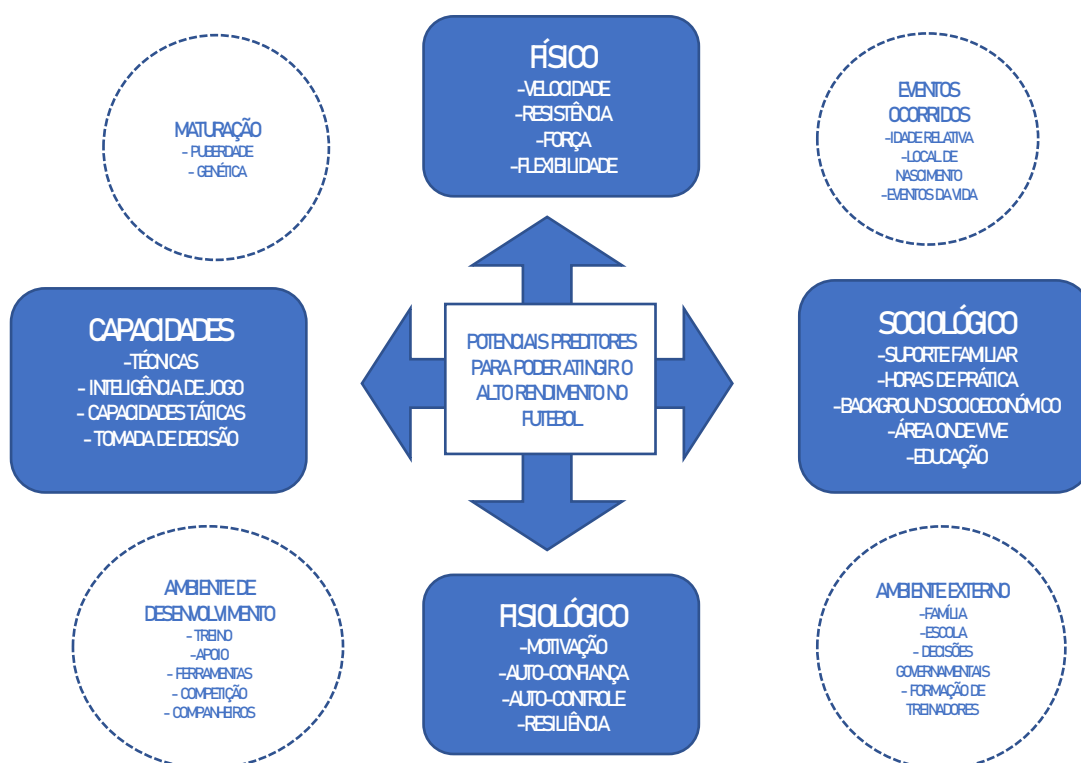 FÍSICO
-VELOCIDADE
-RESISTÊNCIA
-FORÇA
-FLEXIBILIDADE
MATURAÇÃO
- PUBERDADE
- GENÉTICA
EVENTOS
OCORRIDOS
-IDADE RELATIVA
-LOCAL DE
NASCIMENTO
-EVENTOS DA VIDA
CAPACIDADES
-TÉCNICAS
- INTELIGÊNCIA DE JOGO
- CAPACIDADES TÁTICAS
- TOMADA DE DECISÃO
POTENCIAIS PREDITORES
PARA PODER ATINGIR O
ALTO RENDIMENTO NO
FUTEBOL
SOCIOLÓGICO
-SUPORTE FAMILIAR
-HORAS DE PRÁTICA
-BACKGROUND SOCIOECONÓMICO
-ÁREA ONDE VIVE
-EDUCAÇÃO
AMBIENTE DE
DESENVOLVIMENTO
- TREINO
-APOIO
- FERRAMENTAS
- COMPETIÇÃO
- COMPANHEIROS
FISIOLÓGICO
-MOTIVAÇÃO
-AUTO-CONFIANÇA
-AUTO-CONTROLE
-RESILIÊNCIA
AMBIENTE EXTERNO
-FAMÍLIA
-ESCOLA
- DECISÕES
GOVERNAMENTAIS
- FORMAÇÃO DE
TREINADORES